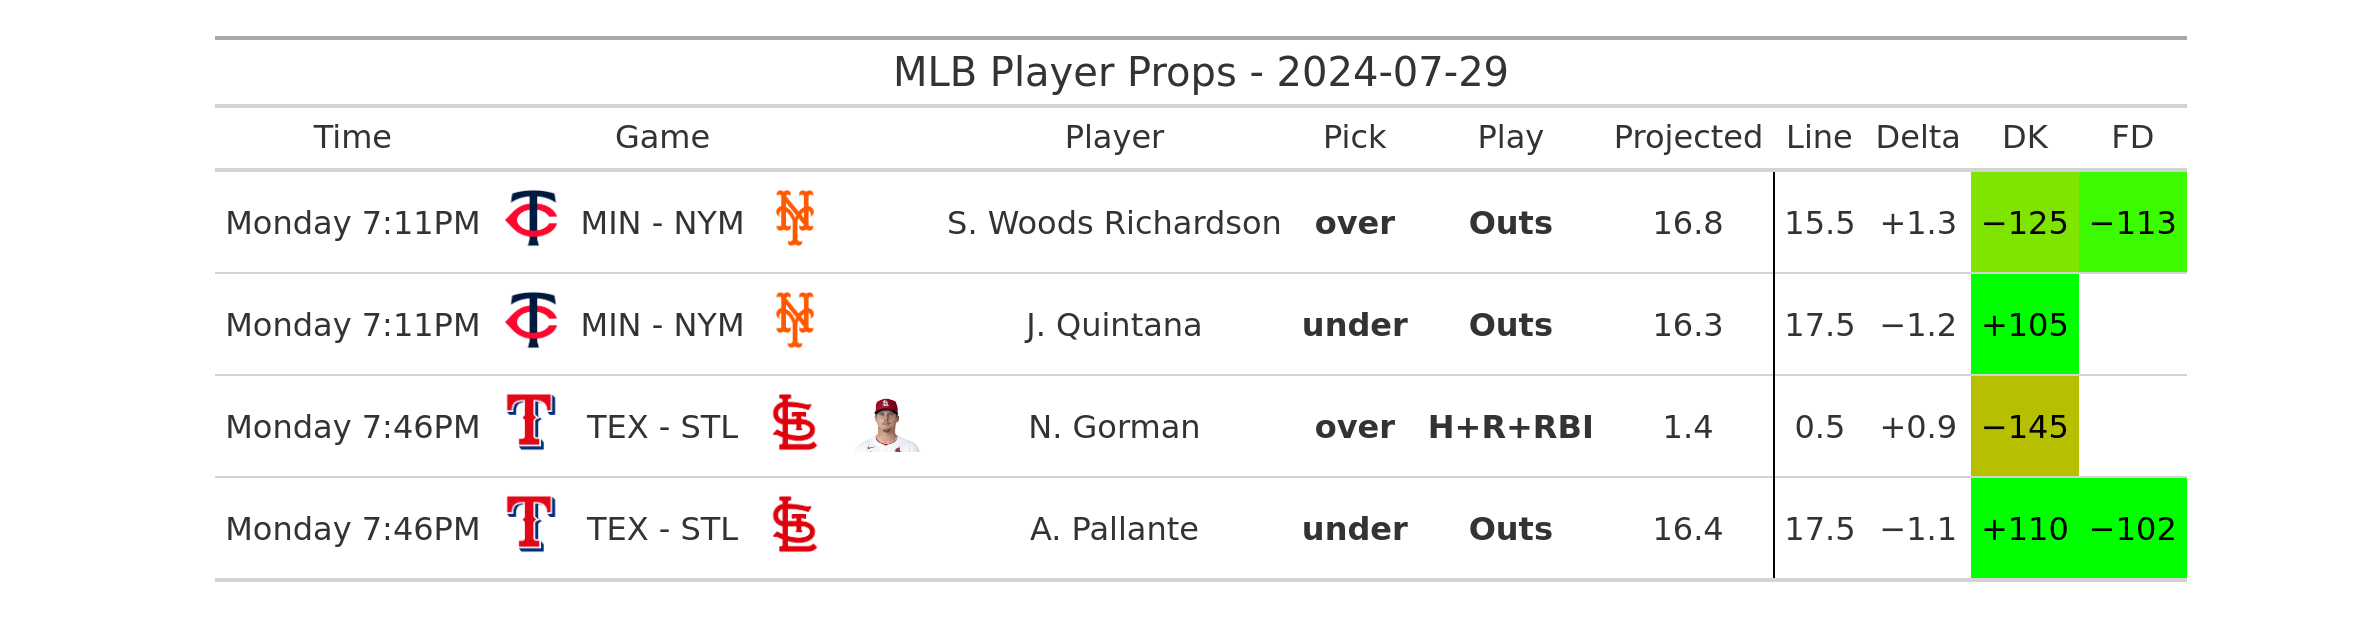 MLB Player Props - 2024-07-29
Time Game Player Pick Play Projected Line Delta DK FD
Monday 7:11PM MIN - NYM S. Woods Richardson over Outs 16.8 15.5 +1.3 −125 −113
Monday 7:11PM MIN - NYM J. Quintana under Outs 16.3 17.5 −1.2 +105
Monday 7:46PM TEX - STL N. Gorman over H+R+RBI 1.4 0.5 +0.9 −145
Monday 7:46PM TEX - STL A. Pallante under Outs 16.4 17.5 −1.1 +110 −102